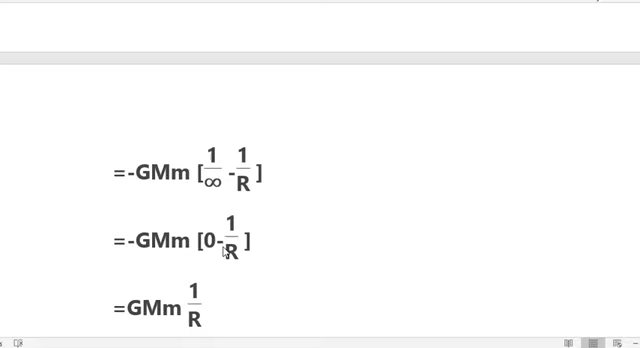 =-GMm [1/∞ -1/R ]
=-GMm [0-1/R ]
=GMm 1/R